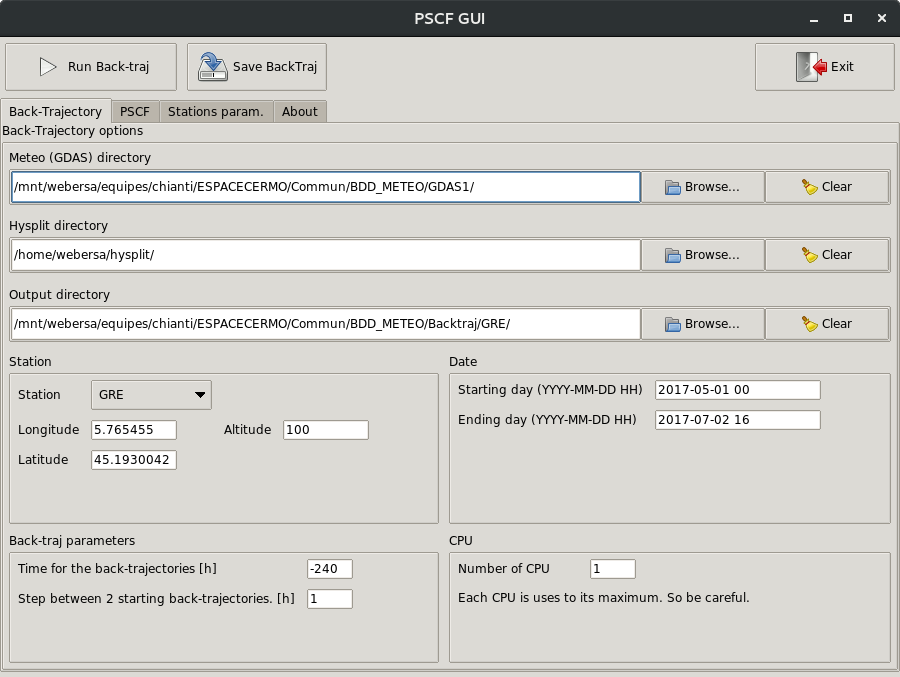 PSCF GUI
Run Back-traj
Save BackTraj
Exit
Back-Trajectory
PSCF
Stations param.
About
Back-Trajectory options
Meteo (GDAS) directory
/mnt/webersa/equipes/chianti/ESPACECERMO/Commun/BDD_METEO/GDAS1/
Browse...
Clear
Hysplit directory
/home/webersa/hysplit/
Browse...
Clear
Output directory
/mnt/webersa/equipes/chianti/ESPACECERMO/Commun/BDD_METEO/Backtraj/GRE/
Browse...
Clear
Station
Station GRE
Longitude 5.765455 Altitude 100
Latitude 45.1930042
Date
Starting day (YYYY-MM-DD HH) 2017-05-01 00
Ending day (YYYY-MM-DD HH) 2017-07-02 16
Back-traj parameters
Time for the back-trajectories [h] -240
Step between 2 starting back-trajectories. [h] 1
CPU
Number of CPU 1
Each CPU is uses to its maximum. So be careful.